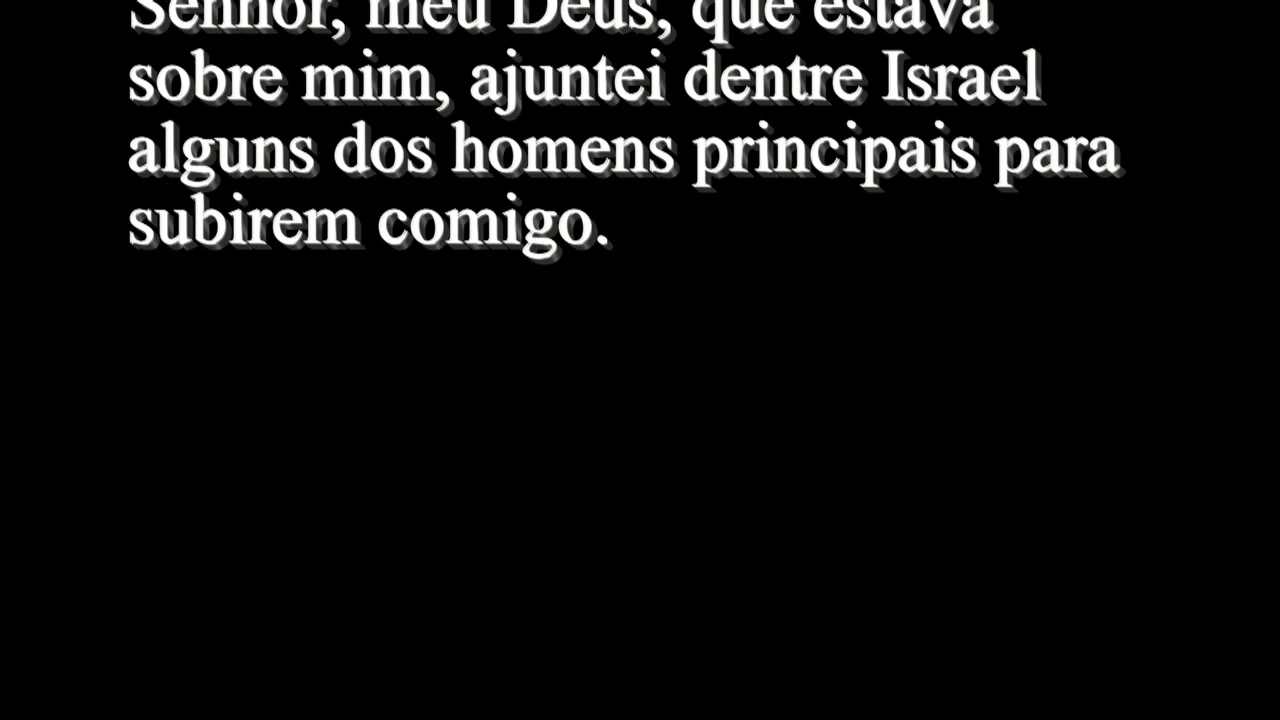 Senhor, meu Deus, que estava
sobre mim, ajuntei dentre Israel
alguns dos homens principais para
subirem comigo.